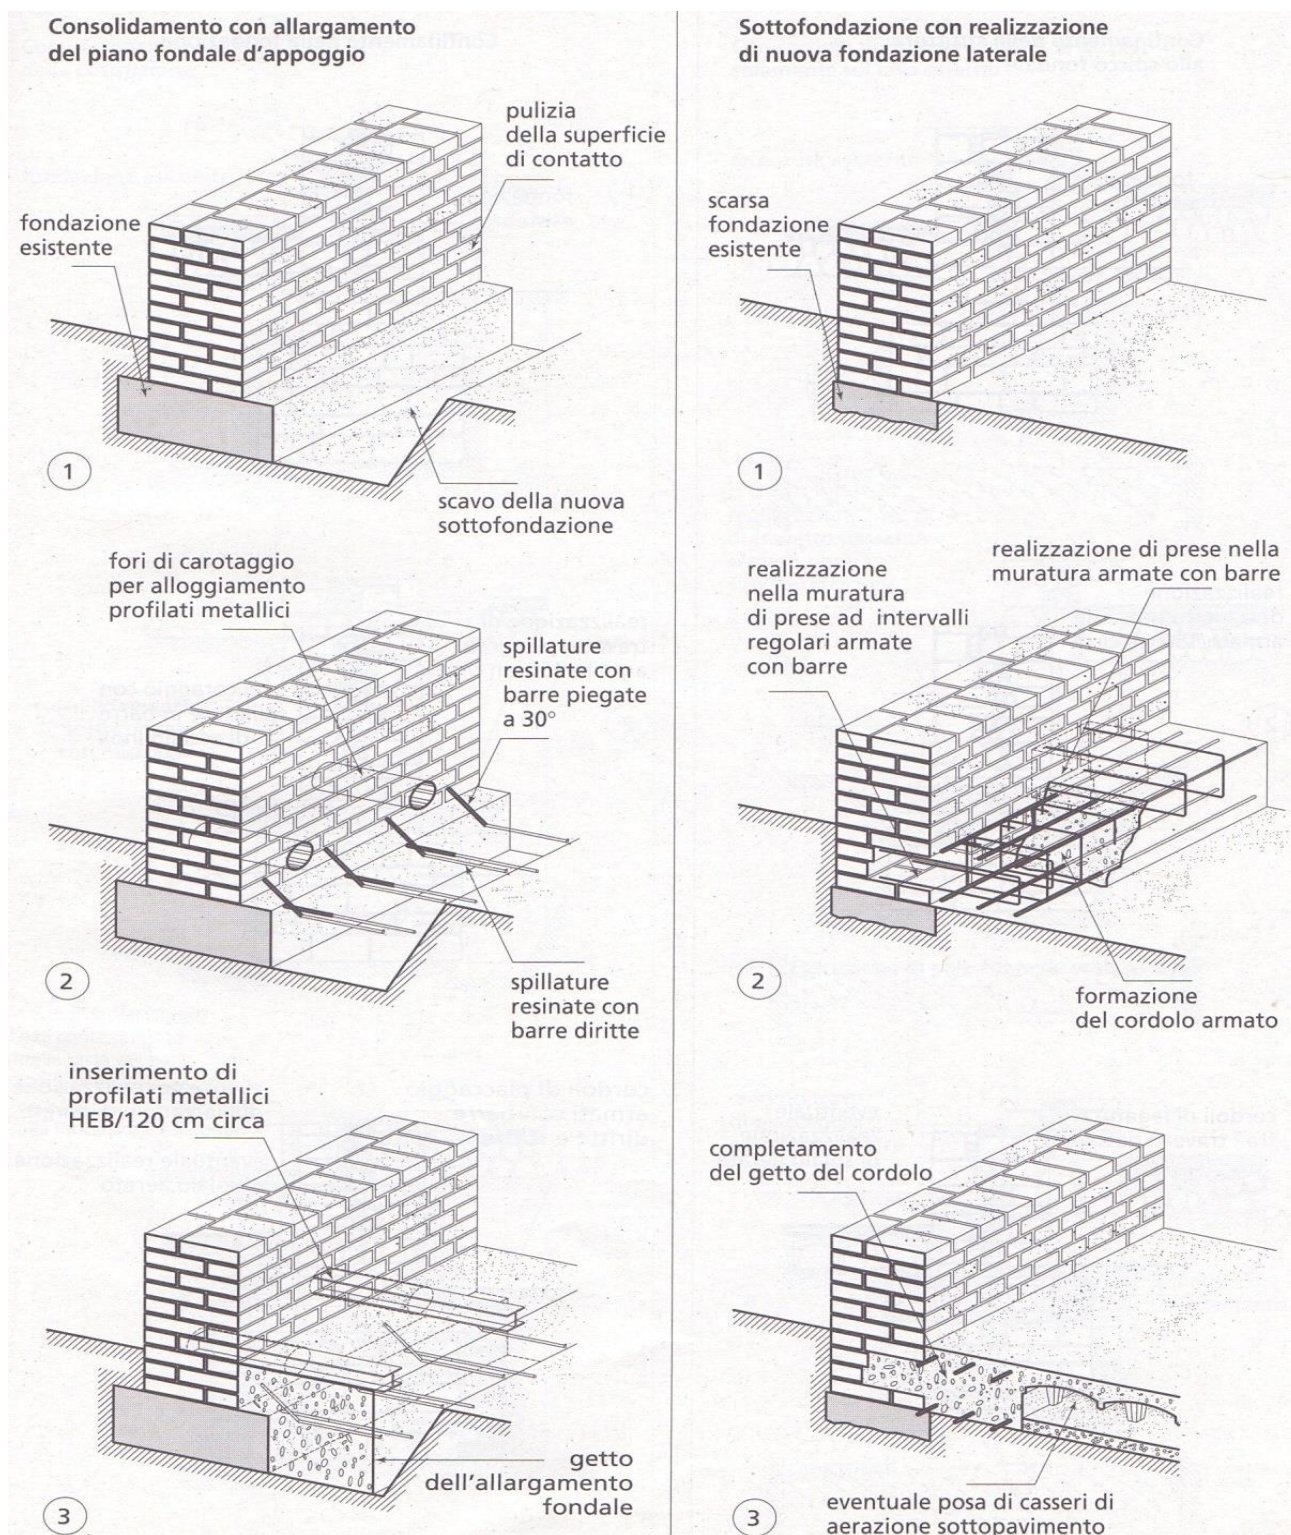 Consolidamento con allargamento
del piano fondale d'appoggio
pulizia
della superficie
di contatto
fondazione
esistente
1
scavo della nuova
sottofondazione
fori di carotaggio
per alloggiamento
profilati metallici
spillature
resinate con
barre piegate
a 30°
2
spillature
resinate con
barre diritte
inserimento di
profilati metallici
HEB/120 cm circa
getto
dell'allargamento
fondale
3
Sottofondazione con realizzazione
di nuova fondazione laterale
scarsa
fondazione
esistente
1
realizzazione di prese nella
muratura armate con barre
realizzazione
nella muratura
di prese ad intervalli
regolari armate
con barre
2
formazione
del cordolo armato
completamento
del getto del cordolo
3
eventuale posa di casseri di
aerazione sottopavimento